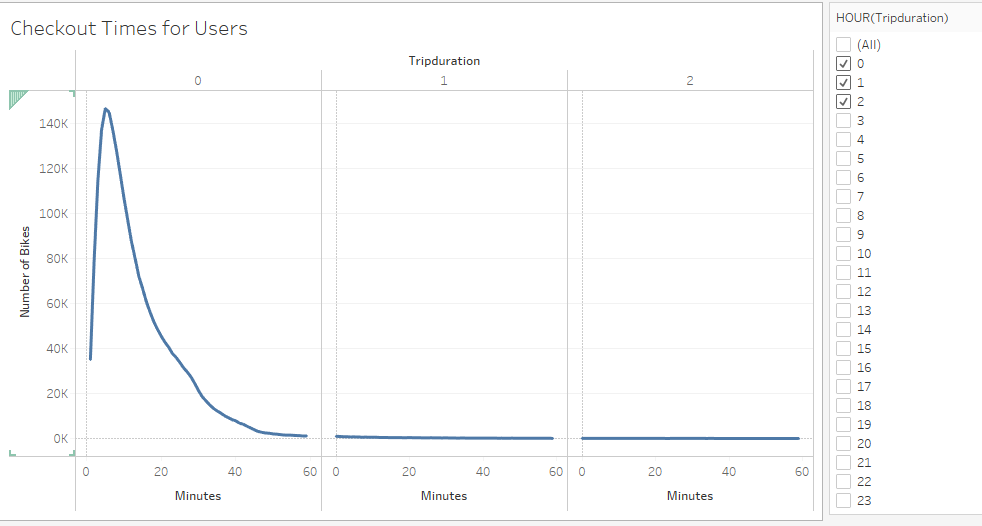 Checkout Times for Users
Tripduration
0 1 2
Number of Bikes
140K
120K
100K
80K
60K
40K
20K
0K
0 20 40 60 0 20 40 60 0 20 40 60
Minutes Minutes Minutes
HOUR(Tripduration)
(All)
0
1
2
3
4
5
6
7
8
9
10
11
12
13
14
15
16
17
18
19
20
21
22
23